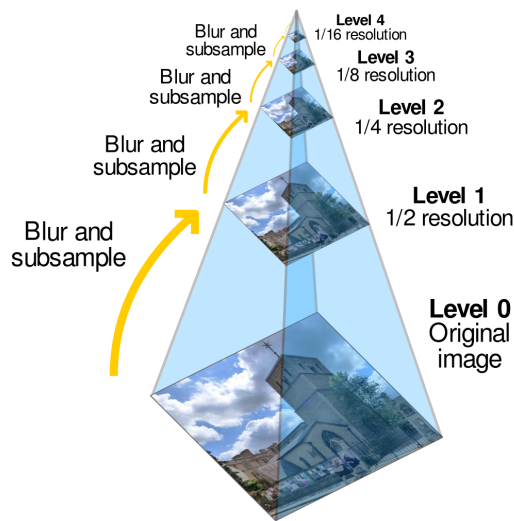 Level 4
1/16 resolution
Blur and
subsample
Level 3
1/8 resolution
Blur and
subsample
Level 2
1/4 resolution
Blur and
subsample
Level 1
1/2 resolution
Blur and
subsample
Level 0
Original
image